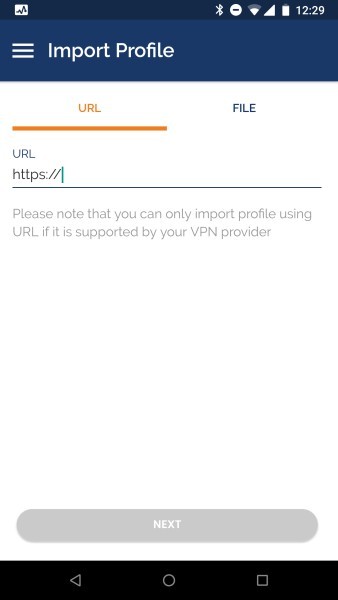 12:29
Import Profile
URL
FILE
URL
https://
Please note that you can only import profile using
URL if it is supported by your VPN provider
NEXT